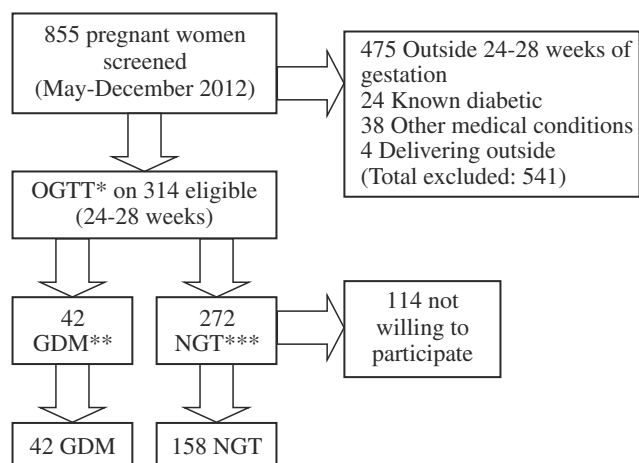 855 pregnant women
screened
(May-December 2012)
475 Outside 24-28 weeks of
gestation
24 Known diabetic
38 Other medical conditions
4 Delivering outside
(Total excluded: 541)
OGTT* on 314 eligible
(24-28 weeks)
42
GDM**
272
NGT***
114 not
willing to
participate
42 GDM
158 NGT